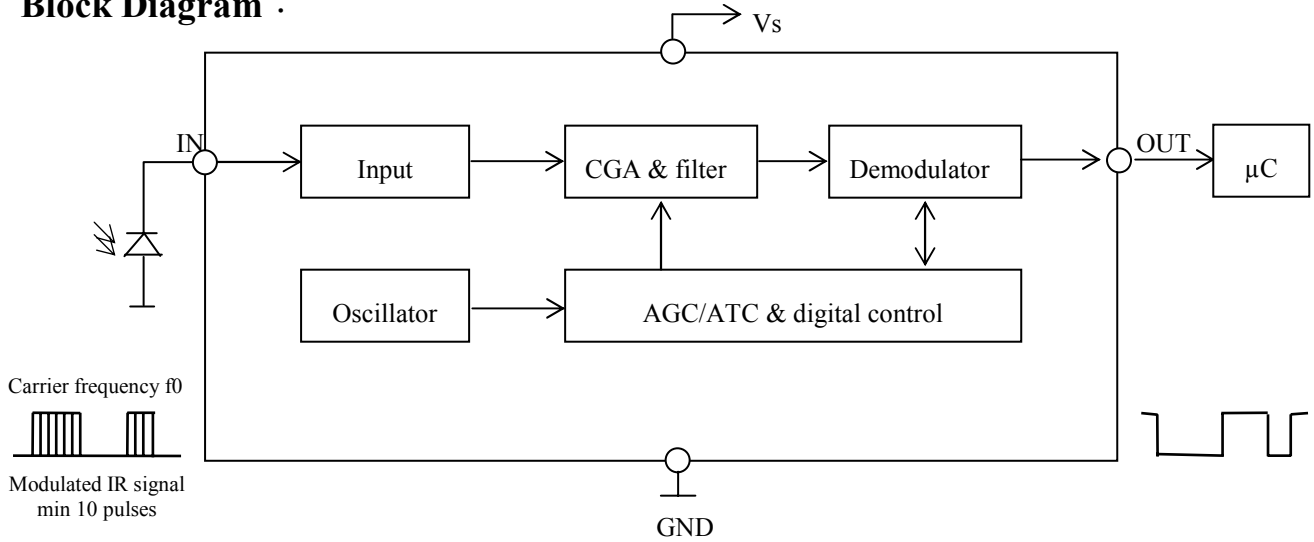 Block Diagram :
Vs
IN
Input
CGA & filter
Demodulator
OUT
µC
Oscillator
AGC/ATC & digital control
Carrier frequency f0
Modulated IR signal
min 10 pulses
GND